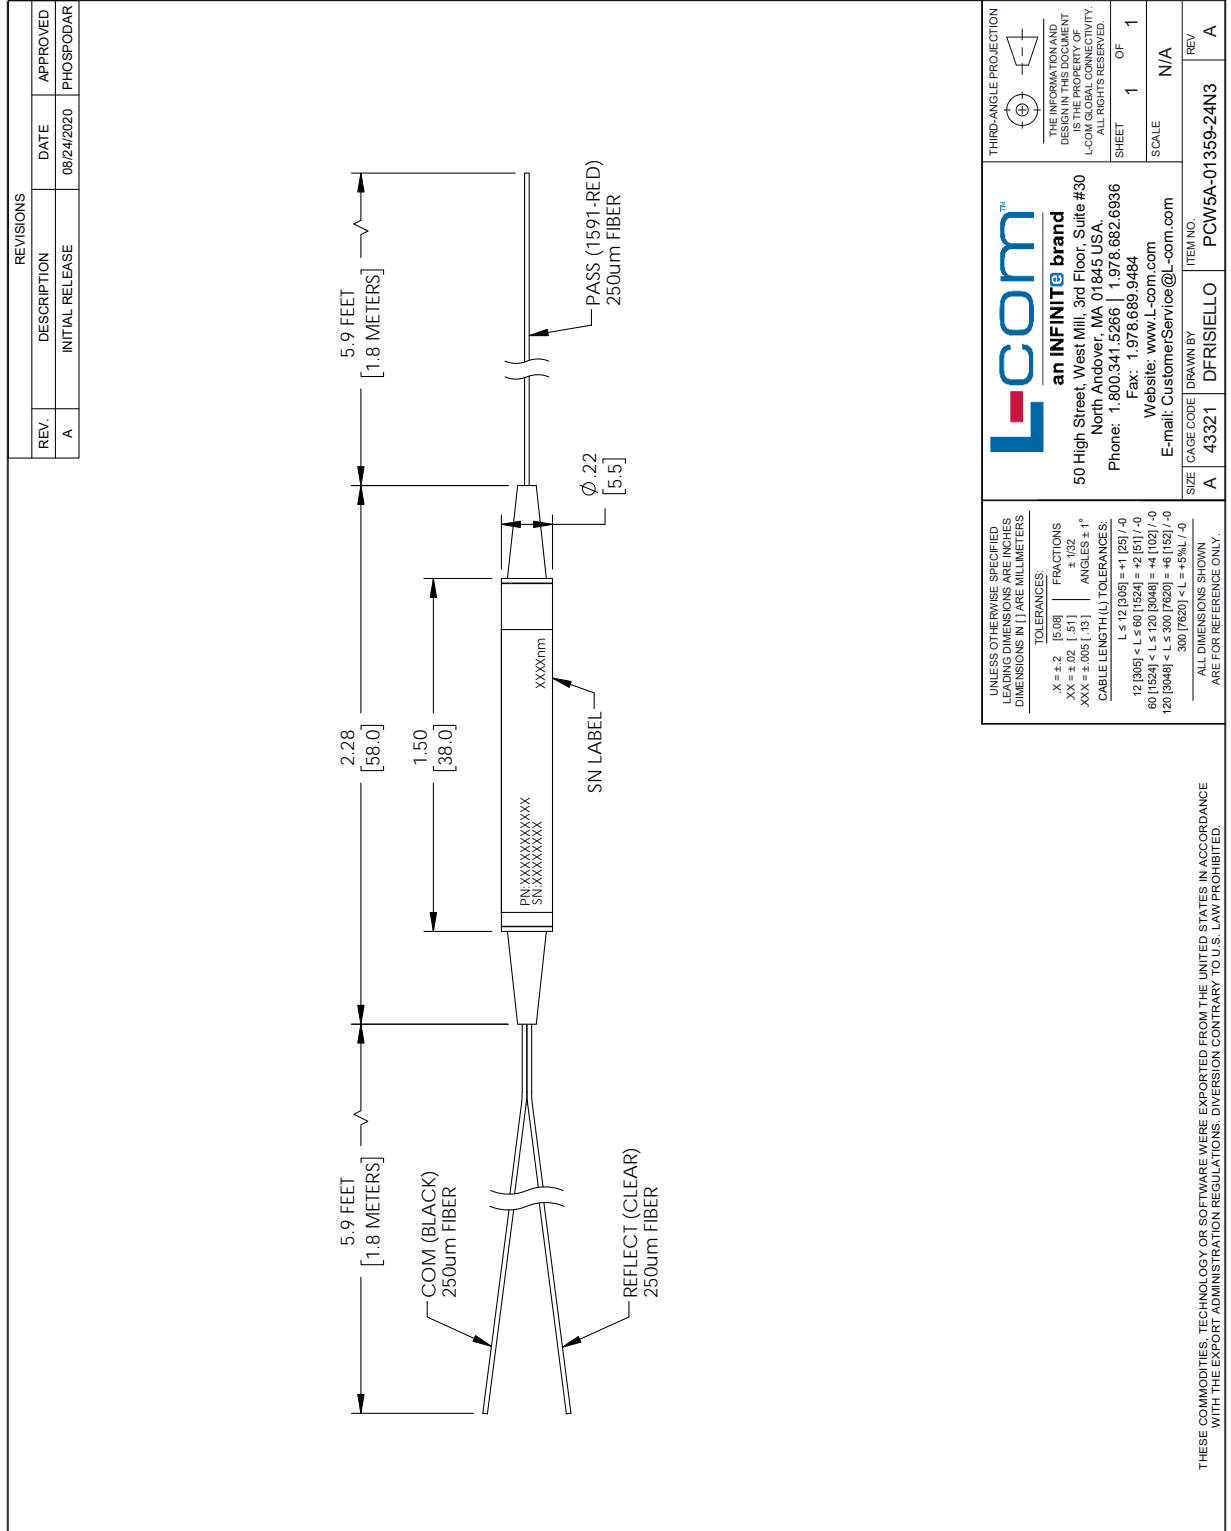 REVISIONS
REV. DESCRIPTION DATE APPROVED
A INITIAL RELEASE 08/24/2020 PHOSPODAR
5.9 FEET
[1.8 METERS]
2.28
[58.0]
5.9 FEET
[1.8 METERS]
1.50
[38.0]
COM (BLACK)
250um FIBER
PN:XXXXXXXXXXX
SN:XXXXXXXXX
XXXXnm
Ø.22
[5.5]
PASS (1591-RED)
250um FIBER
SN LABEL
REFLECT (CLEAR)
250um FIBER
UNLESS OTHERWISE SPECIFIED
LEADING DIMENSIONS ARE INCHES
DIMENSIONS IN [ ] ARE MILLIMETERS
TOLERANCES:
.X = ±.2 [5.08] FRACTIONS
.XX = ±.02 [ .51 ] ± 1/32
.XXX = ±.005 [ .13 ] ANGLES ± 1°
CABLE LENGTH (L) TOLERANCES:
L ≤ 12 [305] = +1 [25] / -0
12 [305] < L ≤ 60 [1524] = +2 [51] / -0
60 [1524] < L ≤ 120 [3048] = +4 [102] / -0
120 [3048] < L ≤ 300 [7620] = +6 [152] / -0
300 [7620] < L = +5%L / -0
ALL DIMENSIONS SHOWN
ARE FOR REFERENCE ONLY.
L-com™
an INFINITe brand
50 High Street, West Mill, 3rd Floor, Suite #30
North Andover, MA 01845 USA.
Phone: 1.800.341.5266 | 1.978.682.6936
Fax: 1.978.689.9484
Website: www.L-com.com
E-mail: CustomerService@L-com.com
THIRD-ANGLE PROJECTION
THE INFORMATION AND
DESIGN IN THIS DOCUMENT
IS THE PROPERTY OF
L-COM GLOBAL CONNECTIVITY.
ALL RIGHTS RESERVED.
SHEET 1 OF 1
SCALE N/A
SIZE A
CAGE CODE 43321
DRAWN BY DFRISIELLO
ITEM NO. PCW5A-01359-24N3
REV A
THESE COMMODITIES, TECHNOLOGY OR SOFTWARE WERE EXPORTED FROM THE UNITED STATES IN ACCORDANCE
WITH THE EXPORT ADMINISTRATION REGULATIONS. DIVERSION CONTRARY TO U.S. LAW PROHIBITED.